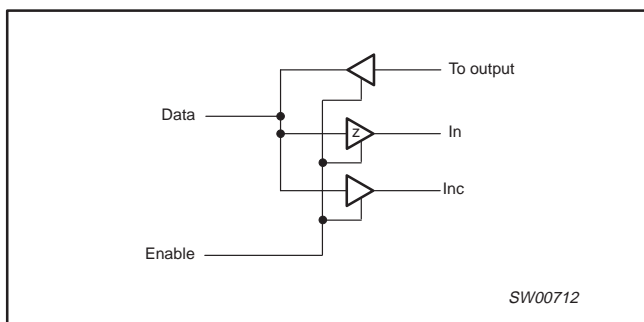 To output
Data
z
In
Inc
Enable
SW00712